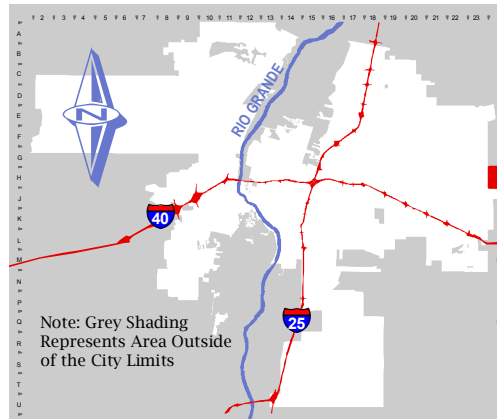 2 3 4 5 6 7 8 9 10 11 12 13 14 15 16 17 18 19 20 21 22 23
A
B
C
D
E
F
G
H
J
K
L
M
N
P
Q
R
S
T
U
N
RIO GRANDE
40
25
Note: Grey Shading
Represents Area Outside
of the City Limits